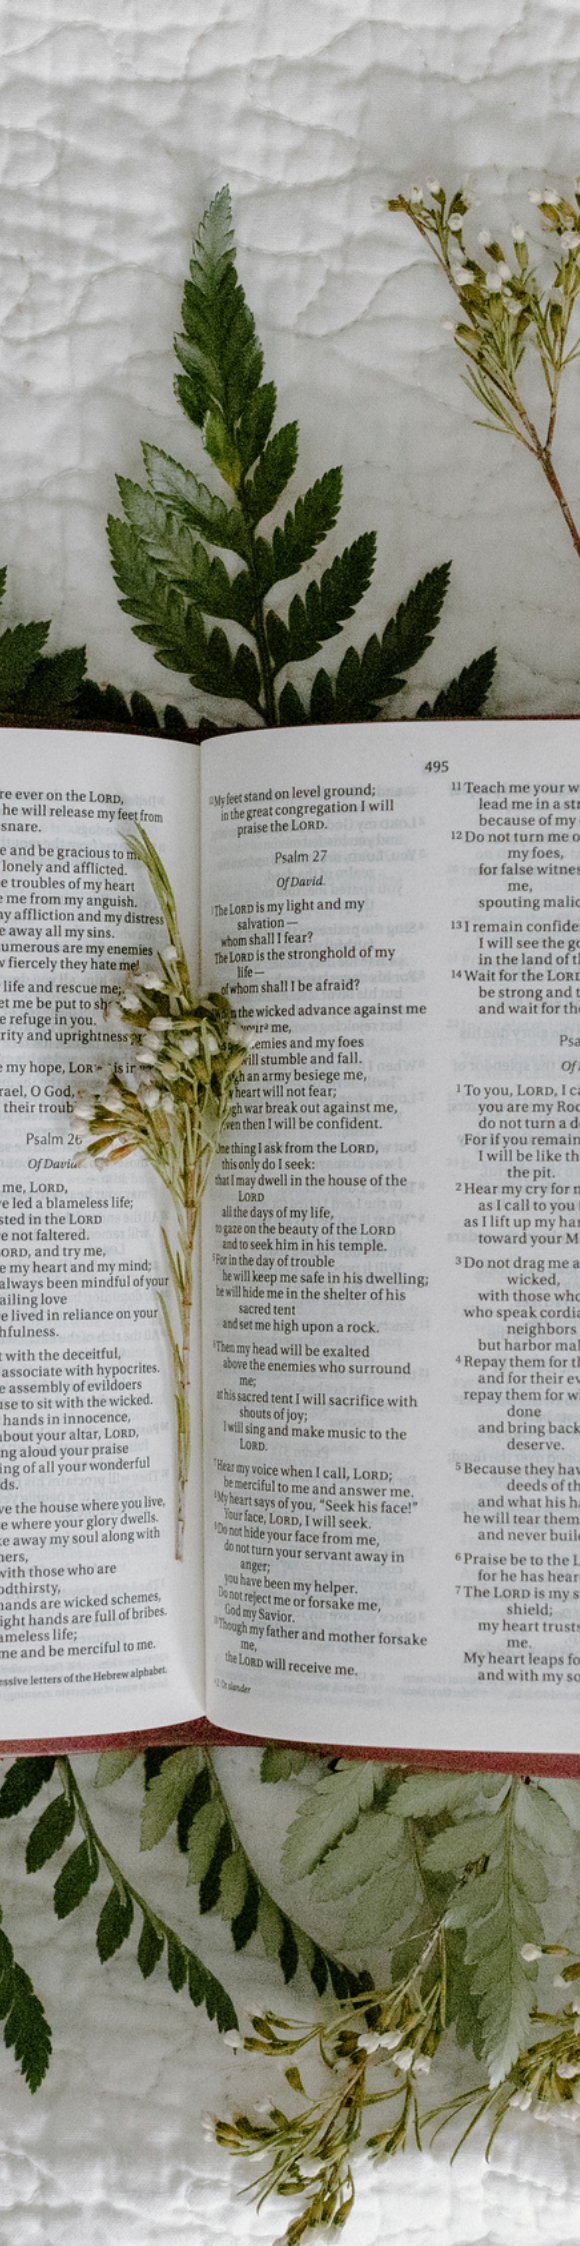 re ever on the LORD,
he will release my feet from
snare.
e and be gracious to m
lonely and afflicted.
e troubles of my heart
e me from my anguish.
ny affliction and my distress
e away all my sins.
numerous are my enemies
w fiercely they hate me!
life and rescue me;
et me be put to sh
e refuge in you.
rity and uprightness
e my hope, LOR is in
rael, O God,
their troub
Psalm 26
Of David.
me, LORD,
e led a blameless life;
sted in the LORD
e not faltered.
ORD, and try me,
e my heart and my mind;
always been mindful of your
ailing love
e lived in reliance on your
hfulness.
t with the deceitful,
associate with hypocrites.
e assembly of evildoers
use to sit with the wicked.
hands in innocence,
about your altar, LORD,
ng aloud your praise
ing of all your wonderful
ds.
ve the house where you live,
e where your glory dwells.
ke away my soul along with
ners,
with those who are
odthirsty,
hands are wicked schemes,
ight hands are full of bribes.
ameless life;
me and be merciful to me.
essive letters of the Hebrew alphabet.
495
12 My feet stand on level ground;
in the great congregation I will
praise the LORD.
Psalm 27
Of David.
1 The LORD is my light and my
salvation—
whom shall I fear?
The LORD is the stronghold of my
life—
of whom shall I be afraid?
n the wicked advance against me
me,
emies and my foes
will stumble and fall.
gh an army besiege me,
heart will not fear;
gh war break out against me,
even then I will be confident.
One thing I ask from the LORD,
this only do I seek:
that I may dwell in the house of the
LORD
all the days of my life,
to gaze on the beauty of the LORD
and to seek him in his temple.
5 For in the day of trouble
he will keep me safe in his dwelling;
he will hide me in the shelter of his
sacred tent
and set me high upon a rock.
6 Then my head will be exalted
above the enemies who surround
me;
at his sacred tent I will sacrifice with
shouts of joy;
I will sing and make music to the
LORD.
7 Hear my voice when I call, LORD;
be merciful to me and answer me.
8 My heart says of you, “Seek his face!”
Your face, LORD, I will seek.
9 Do not hide your face from me,
do not turn your servant away in
anger;
you have been my helper.
Do not reject me or forsake me,
God my Savior.
10 Though my father and mother forsake
me,
the LORD will receive me.
Or slander
11 Teach me your w
lead me in a str
because of my
12 Do not turn me o
my foes,
for false witnes
me,
spouting malic
13 I remain confide
I will see the go
in the land of th
14 Wait for the LORD
be strong and t
and wait for the
Psa
Of
1 To you, LORD, I ca
you are my Roc
do not turn a de
For if you remain
I will be like th
the pit.
2 Hear my cry for m
as I call to you
as I lift up my han
toward your M
3 Do not drag me a
wicked,
with those who
who speak cordia
neighbors
but harbor mal
4 Repay them for th
and for their ev
repay them for w
done
and bring back
deserve.
5 Because they hav
deeds of th
and what his ha
he will tear them
and never build
6 Praise be to the L
for he has hear
7 The LORD is my s
shield;
my heart trusts
me.
My heart leaps fo
and with my so